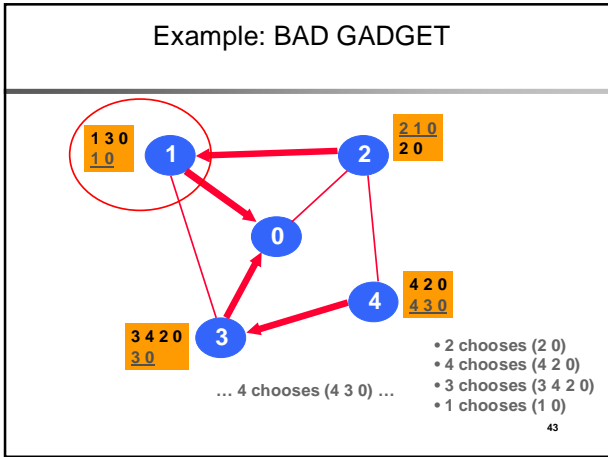 Example: BAD GADGET
1 3 0
1 0
1
2
2 1 0
2 0
0
3 4 2 0
3 0
3
4
4 2 0
4 3 0
… 4 chooses (4 3 0) …
• 2 chooses (2 0)
• 4 chooses (4 2 0)
• 3 chooses (3 4 2 0)
• 1 chooses (1 0)
43